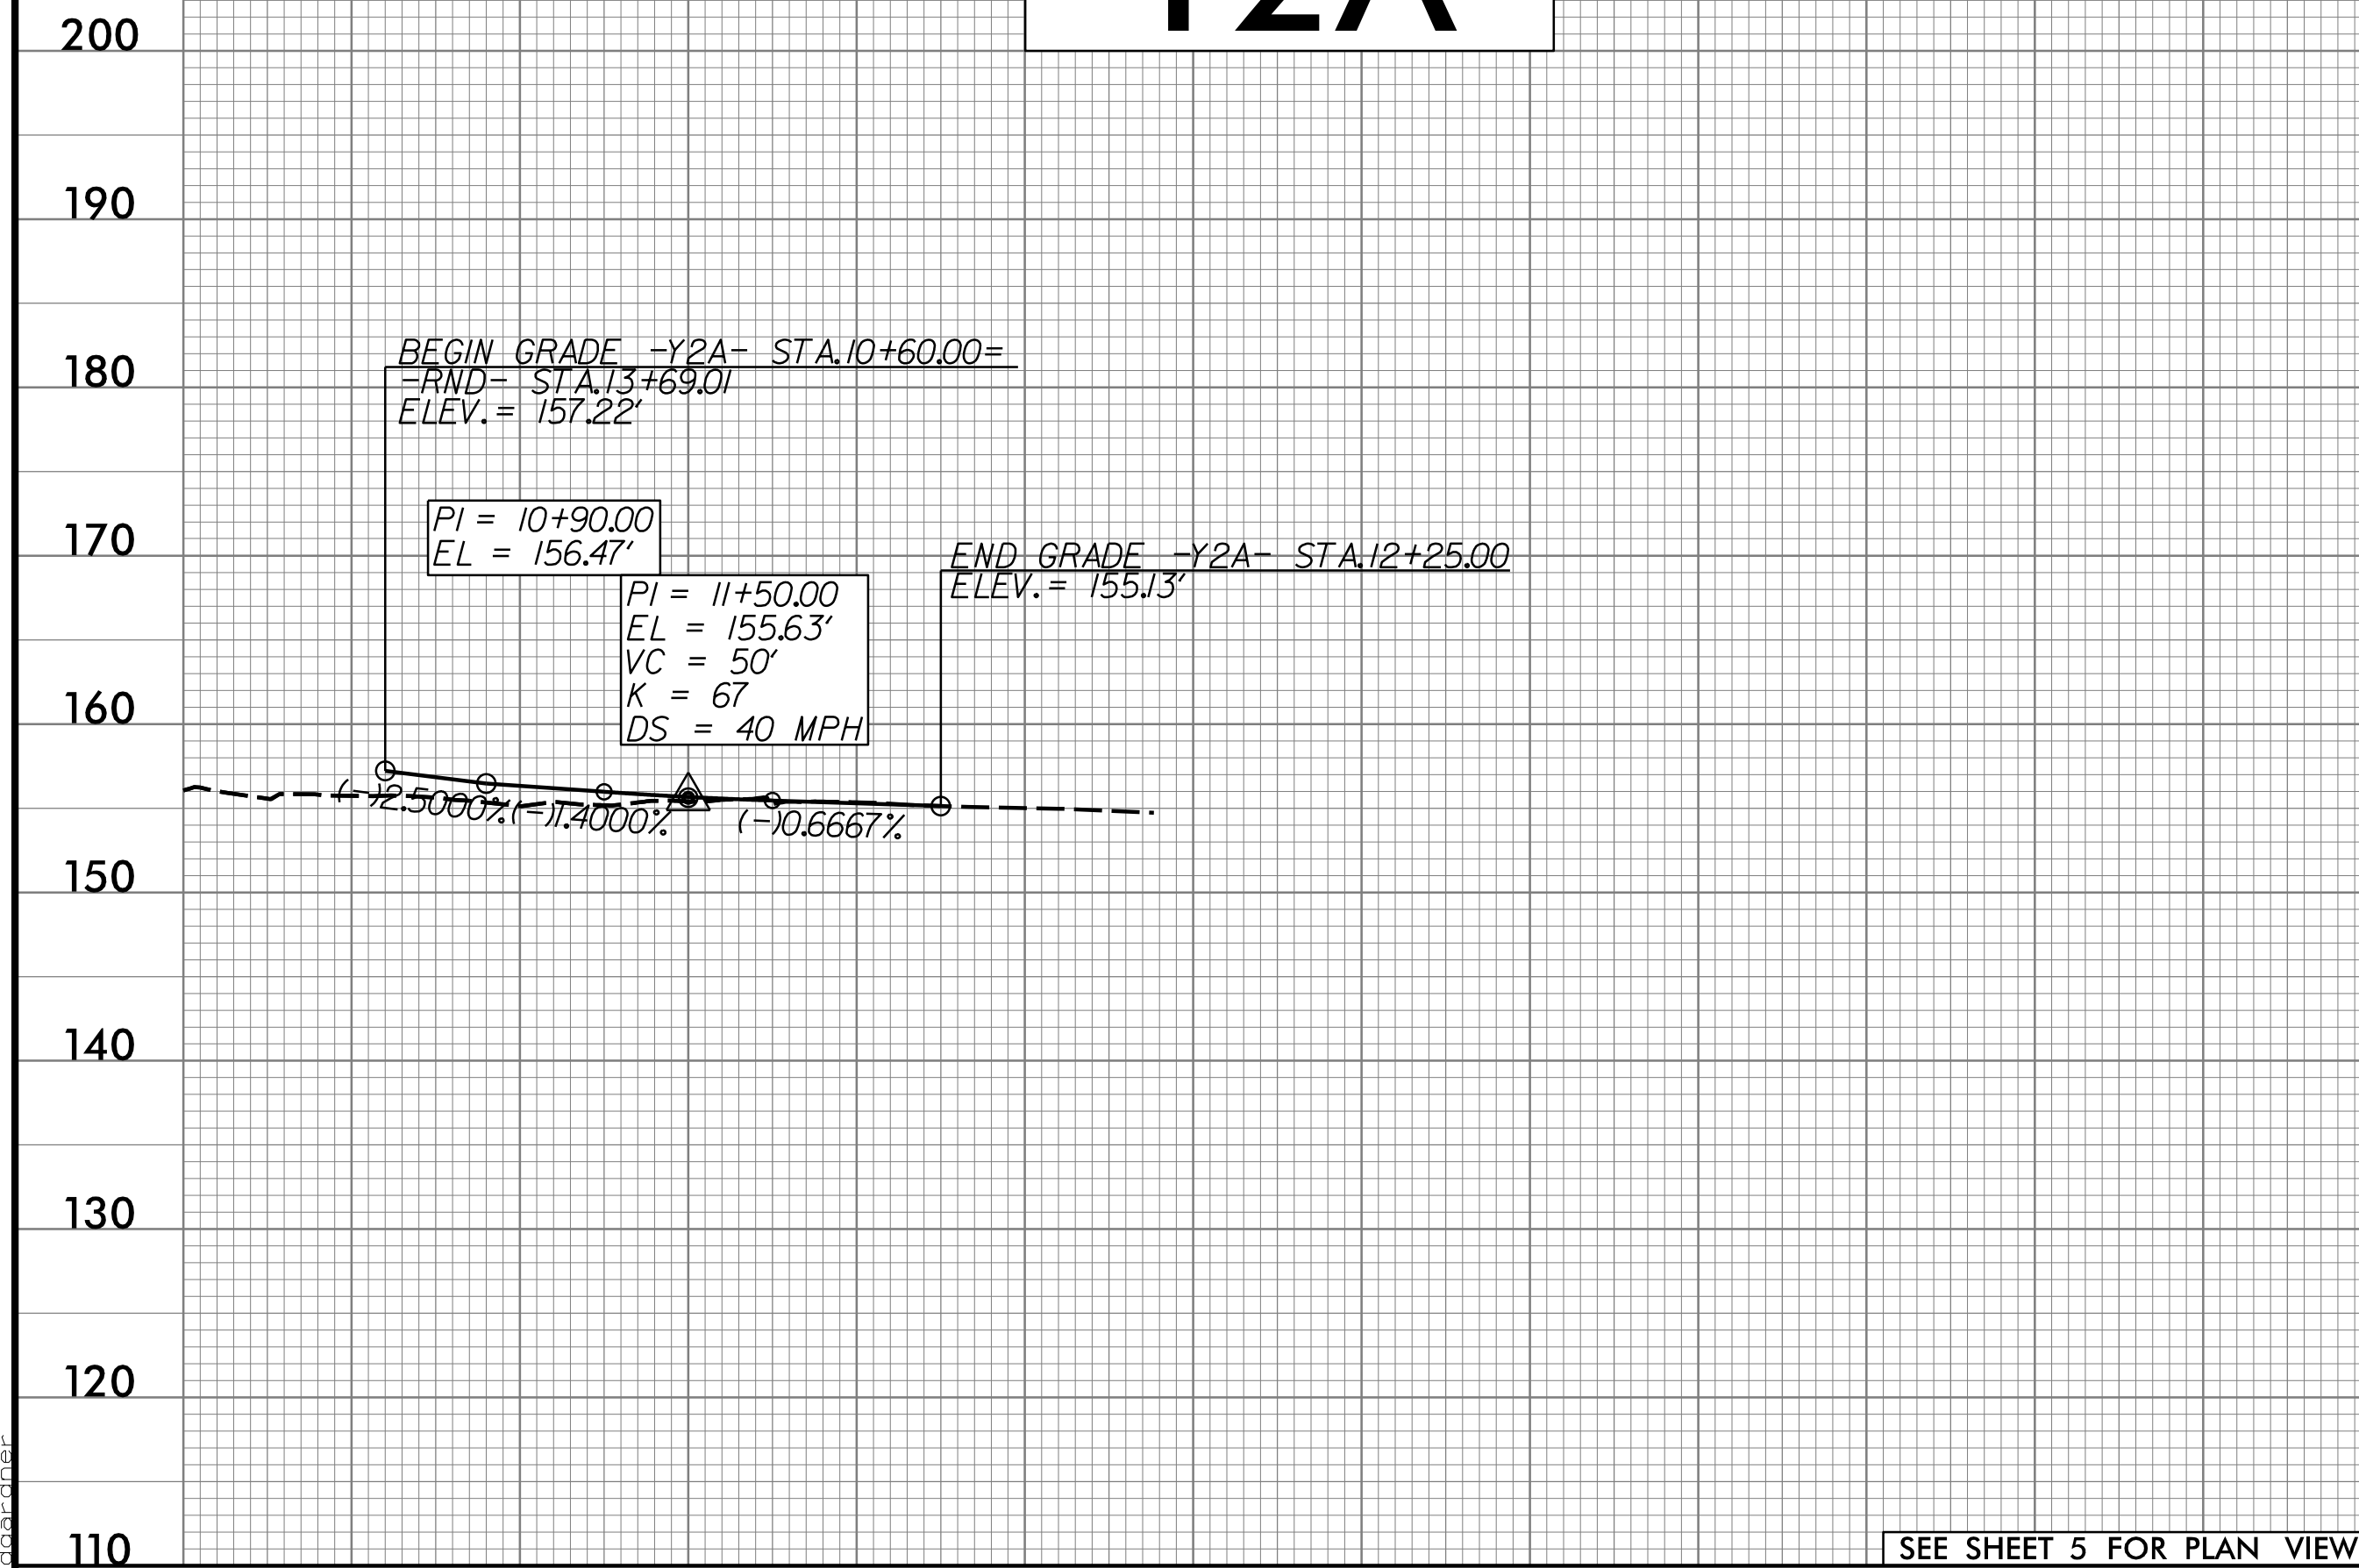 200
190
180
170
160
150
140
130
120
110
BEGIN GRADE -Y2A- STA.10+60.00=
-RND- STA.13+69.01
ELEV.= 157.22'
PI = 10+90.00
EL = 156.47'
PI = 11+50.00
EL = 155.63'
VC = 50'
K = 67
DS = 40 MPH
END GRADE -Y2A- STA.12+25.00
ELEV.= 155.13'
(-)2.5000%
(-)1.4000%
(-)0.6667%
SEE SHEET 5 FOR PLAN VIEW